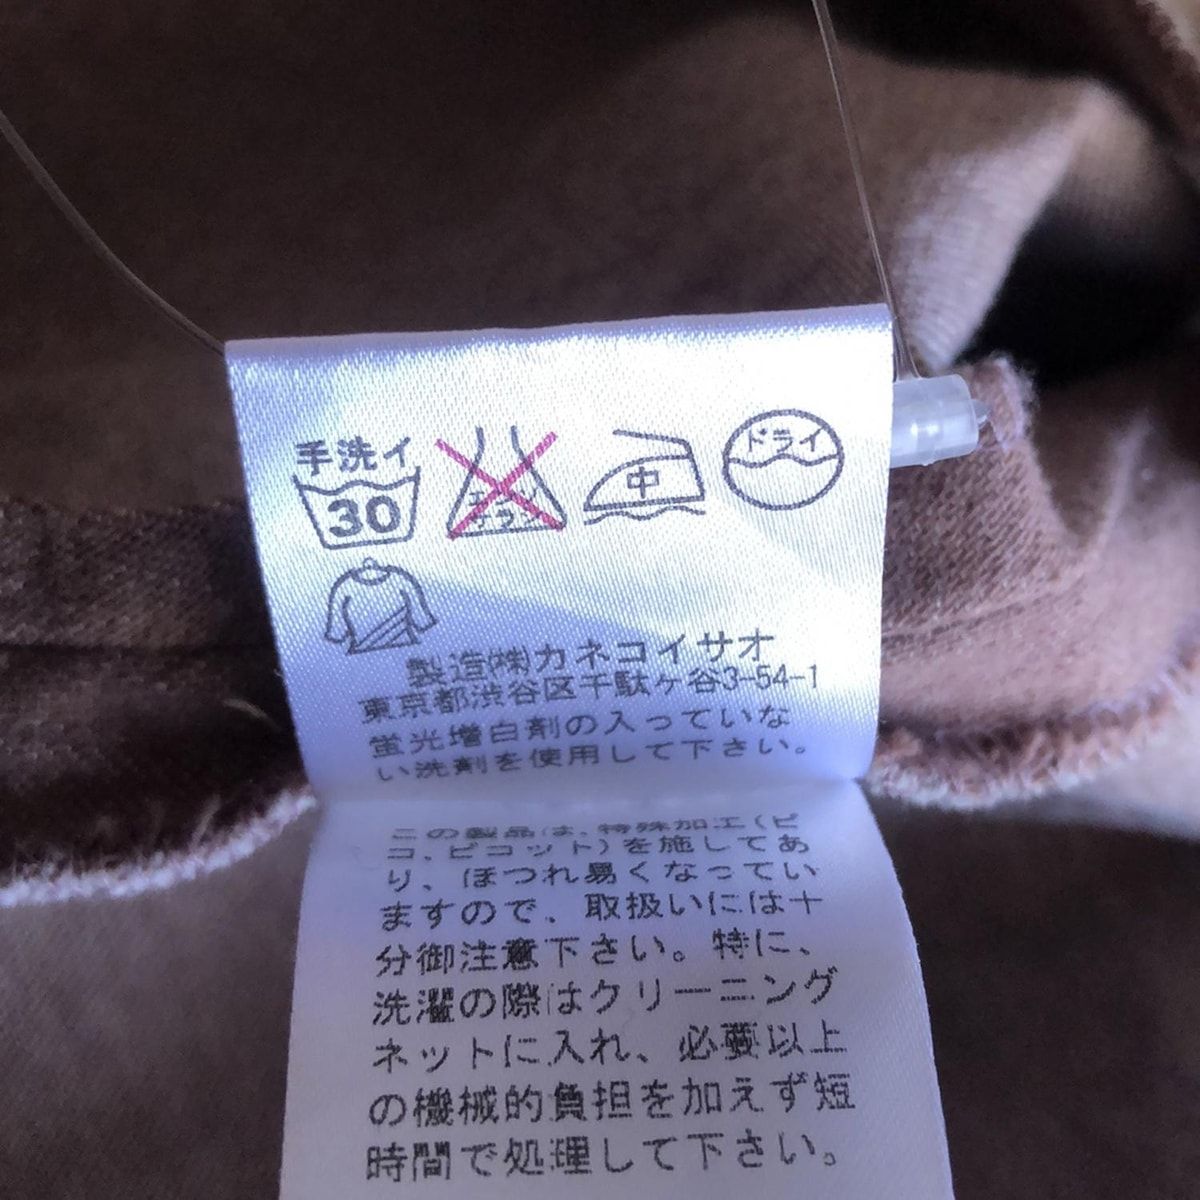 手洗イ
30
エンソ
サラシ
中
ドライ
製造㈱カネコイサオ
東京都渋谷区千駄ヶ谷3-54-1
蛍光増白剤の入っていな
い洗剤を使用して下さい。
この製品は、特殊加工(ピ
コ、ピコット)を施してあ
り、ほつれ易くなってい
ますので、取扱いには十
分御注意下さい。特に、
洗濯の際はクリーニング
ネットに入れ、必要以上
の機械的負担を加えず短
時間で処理して下さい。